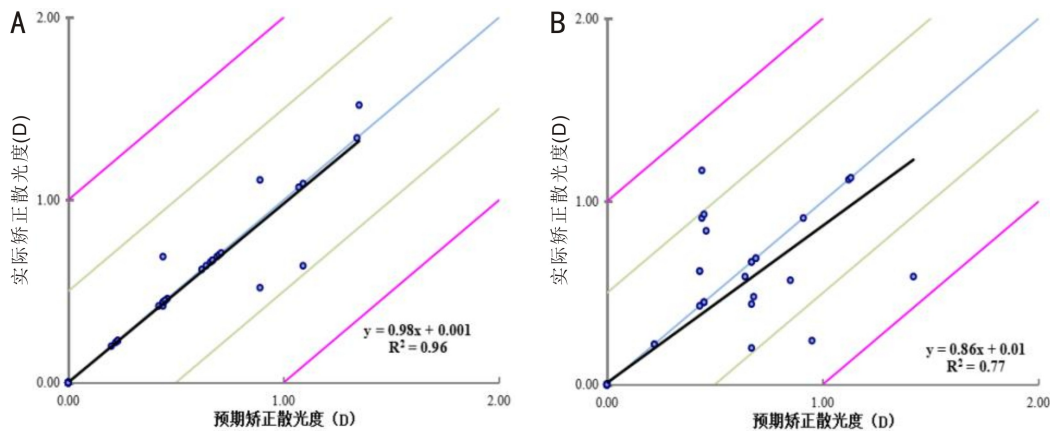 A
2.00
1.00
0.00
实际矫正散光度(D)
y = 0.98x + 0.001
R² = 0.96
0.00
1.00
2.00
预期矫正散光度（D）
B
2.00
1.00
0.00
实际矫正散光度(D)
y = 0.86x + 0.01
R² = 0.77
0.00
1.00
2.00
预期矫正散光度（D）